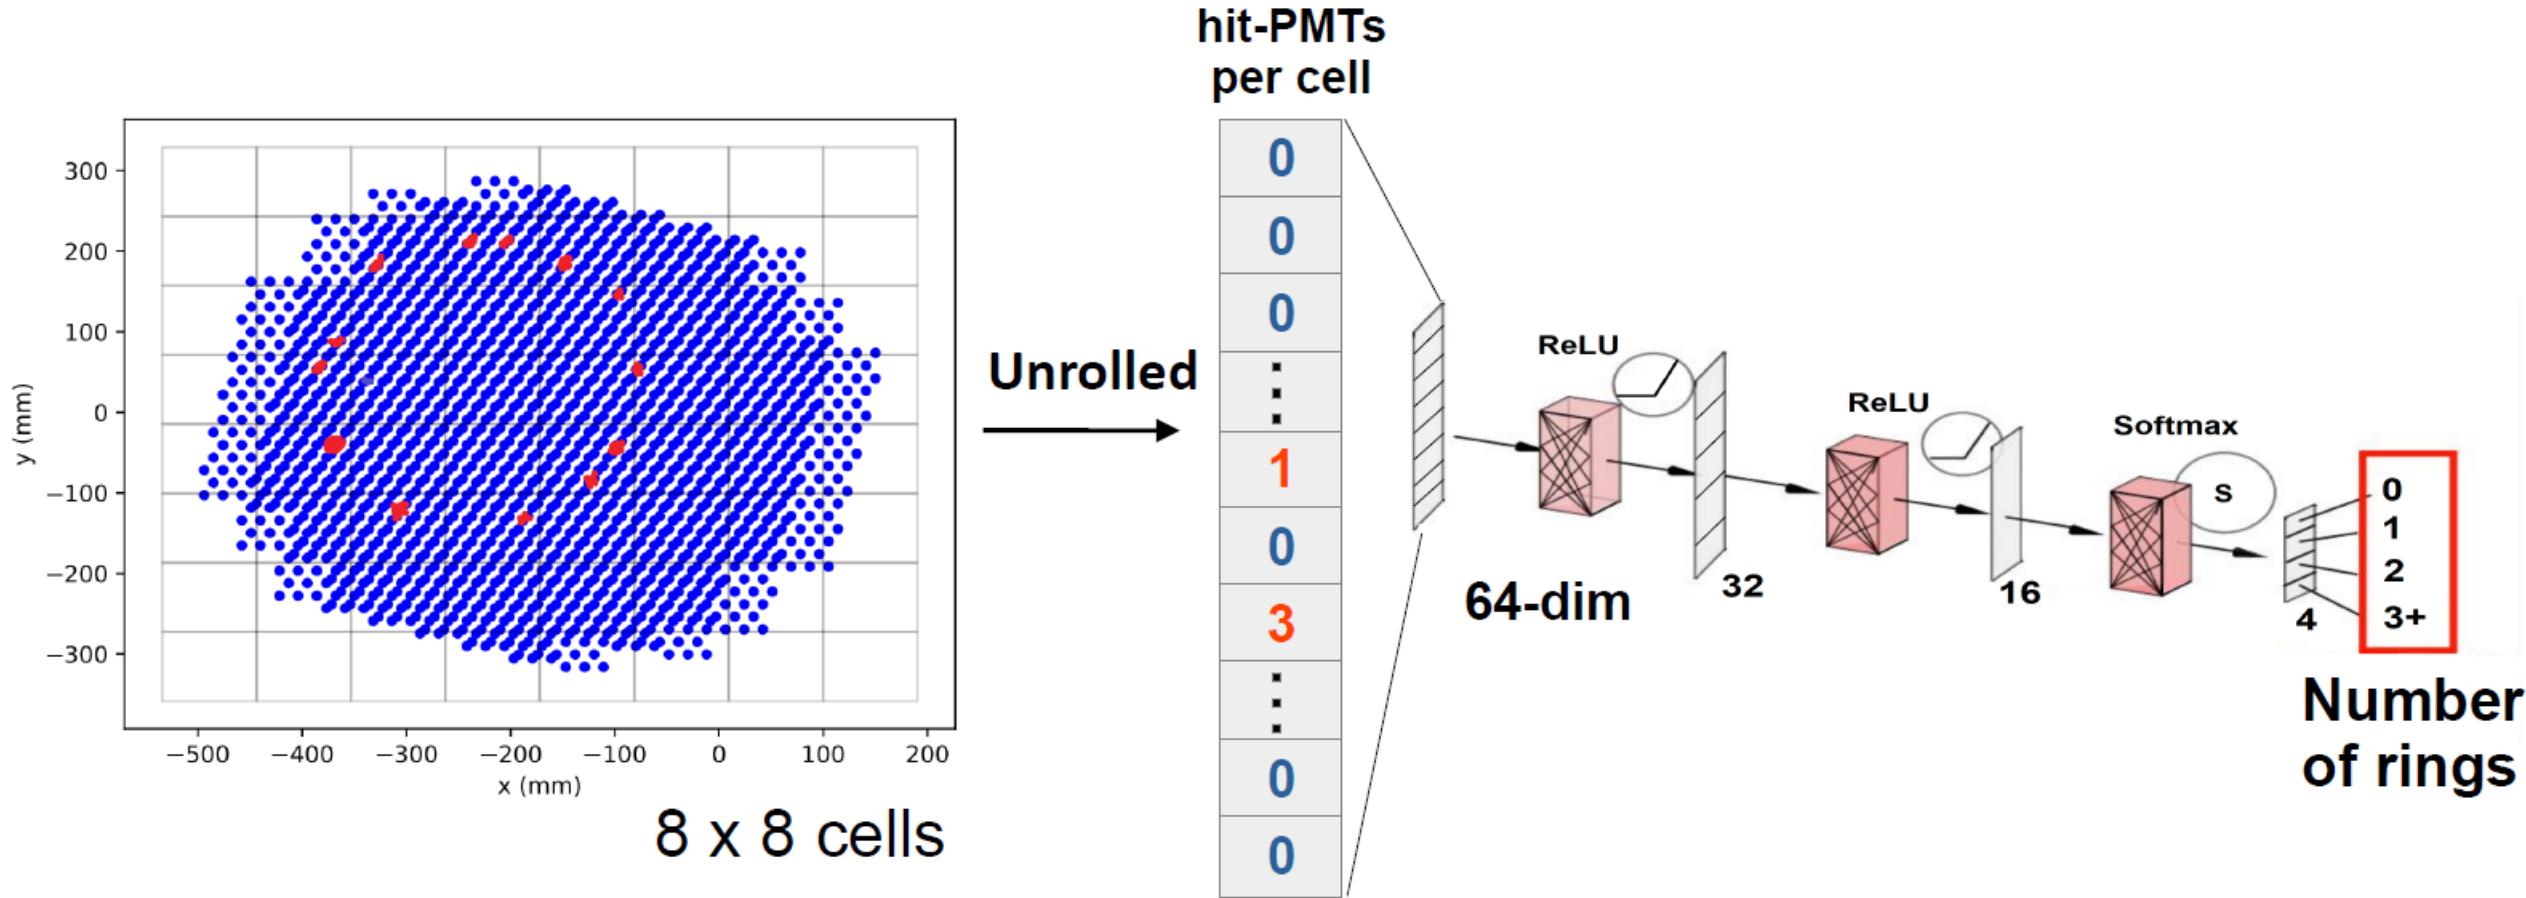 hit-PMTs
per cell
300
200
100
0
−100
−200
−300
y (mm)
−500 −400 −300 −200 −100 0 100 200
x (mm)
8 x 8 cells
Unrolled
0
0
0
1
0
3
0
0
64-dim
ReLU
32
ReLU
16
Softmax
S
4
0
1
2
3+
Number
of rings